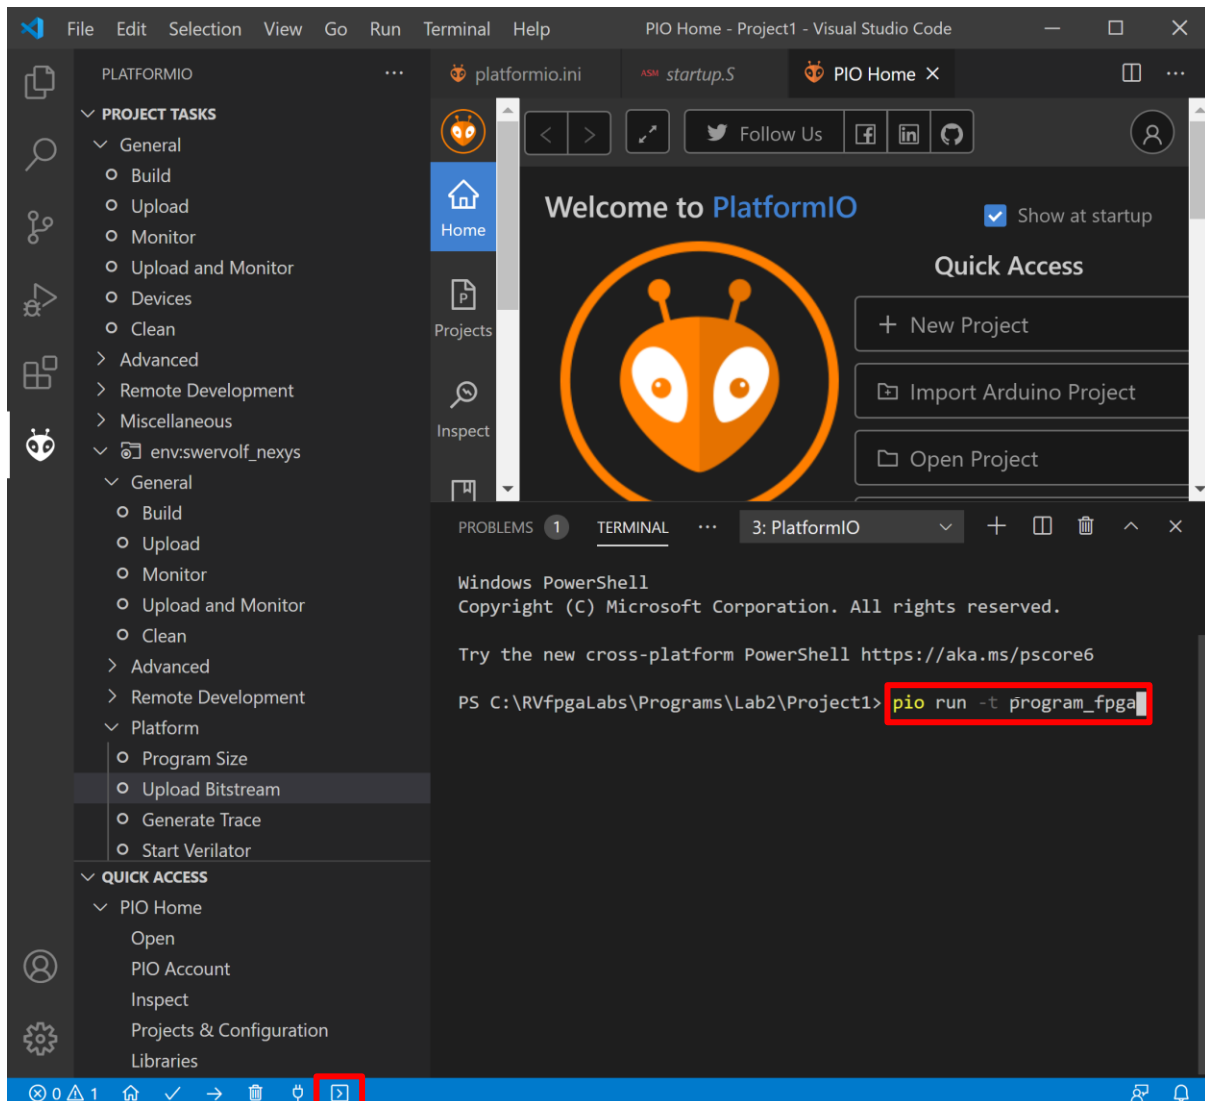 File Edit Selection View Go Run Terminal Help PIO Home - Project1 - Visual Studio Code
PLATFORMIO
platformio.ini
ASM startup.S
PIO Home
PROJECT TASKS
General
Build
Upload
Monitor
Upload and Monitor
Devices
Clean
Advanced
Remote Development
Miscellaneous
env:swervolf_nexys
General
Build
Upload
Monitor
Upload and Monitor
Clean
Advanced
Remote Development
Platform
Program Size
Upload Bitstream
Generate Trace
Start Verilator
QUICK ACCESS
PIO Home
Open
PIO Account
Inspect
Projects & Configuration
Libraries
Home
Projects
Inspect
Follow Us
Welcome to PlatformIO
Show at startup
Quick Access
New Project
Import Arduino Project
Open Project
PROBLEMS 1 TERMINAL ··· 3: PlatformIO
Windows PowerShell
Copyright (C) Microsoft Corporation. All rights reserved.
Try the new cross-platform PowerShell https://aka.ms/pscore6
PS C:\RVfpgaLabs\Programs\Lab2\Project1> pio run -t program_fpga
0 1